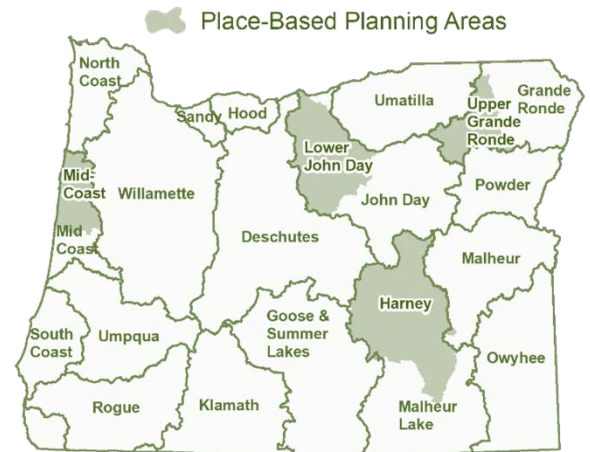 Place-Based Planning Areas
North
Coast
Sandy
Hood
Umatilla
Grande
Ronde
Upper
Grande
Ronde
Lower
John Day
Mid-
Coast
Willamette
John Day
Powder
Mid
Coast
Deschutes
Malheur
Harney
Goose &
Summer
Lakes
South
Coast
Umpqua
Owyhee
Rogue
Klamath
Malheur
Lake